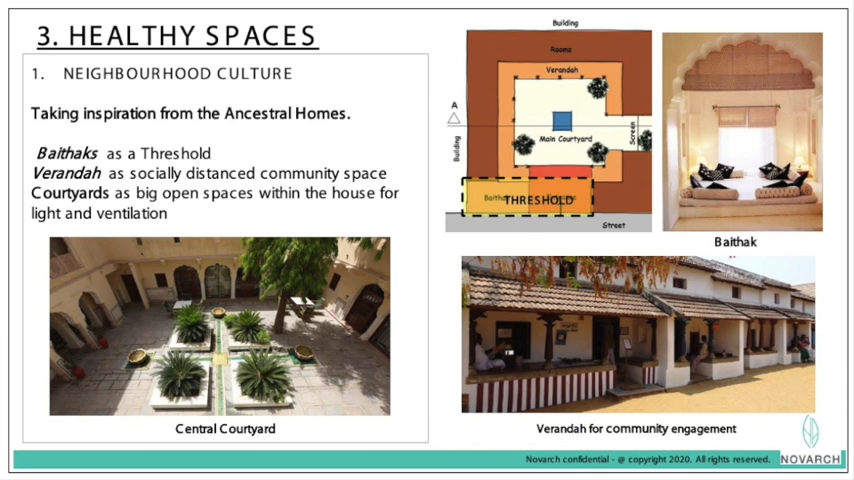 3. HEALTHY SPACES
1. NEIGHBOURHOOD CULTURE
Taking inspiration from the Ancestral Homes.
Baithaks as a Threshold
Verandah as socially distanced community space
Courtyards as big open spaces within the house for
light and ventilation
Central Courtyard
Building
Rooms
Verandah
A
Building
Main Courtyard
Screen
THRESHOLD
Street
Baithak
Verandah for community engagement
Novarch confidential - @ copyright 2020. All rights reserved.
NOVARCH